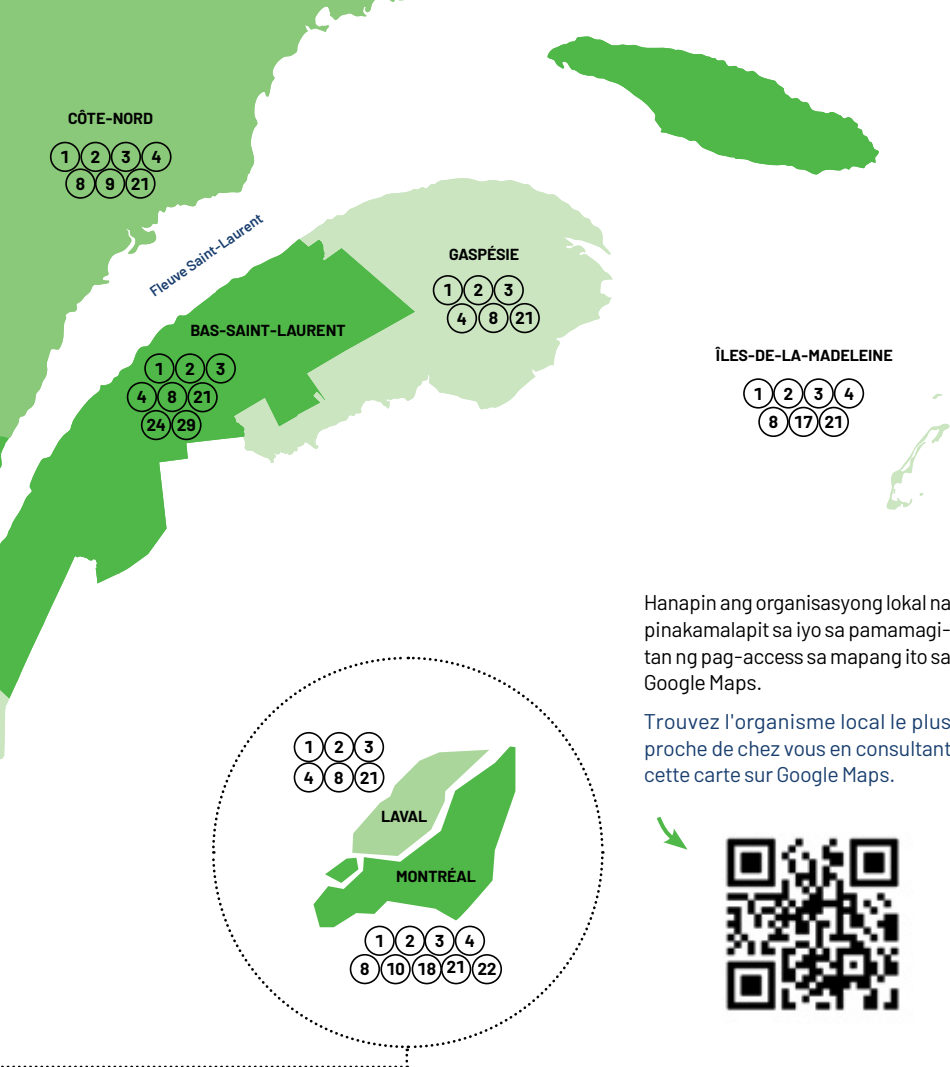 CÔTE-NORD
1 2 3 4
8 9 21
Fleuve Saint-Laurent
GASPÉSIE
1 2 3
4 8 21
BAS-SAINT-LAURENT
1 2 3
4 8 21
24 29
ÎLES-DE-LA-MADELEINE
1 2 3 4
8 17 21
Hanapin ang organisasyong lokal na
pinakamalapit sa iyo sa pamamagi-
tan ng pag-access sa mapang ito sa
Google Maps.
Trouvez l'organisme local le plus
proche de chez vous en consultant
cette carte sur Google Maps.
1 2 3
4 8 21
LAVAL
MONTRÉAL
1 2 3 4
8 10 18 21 22